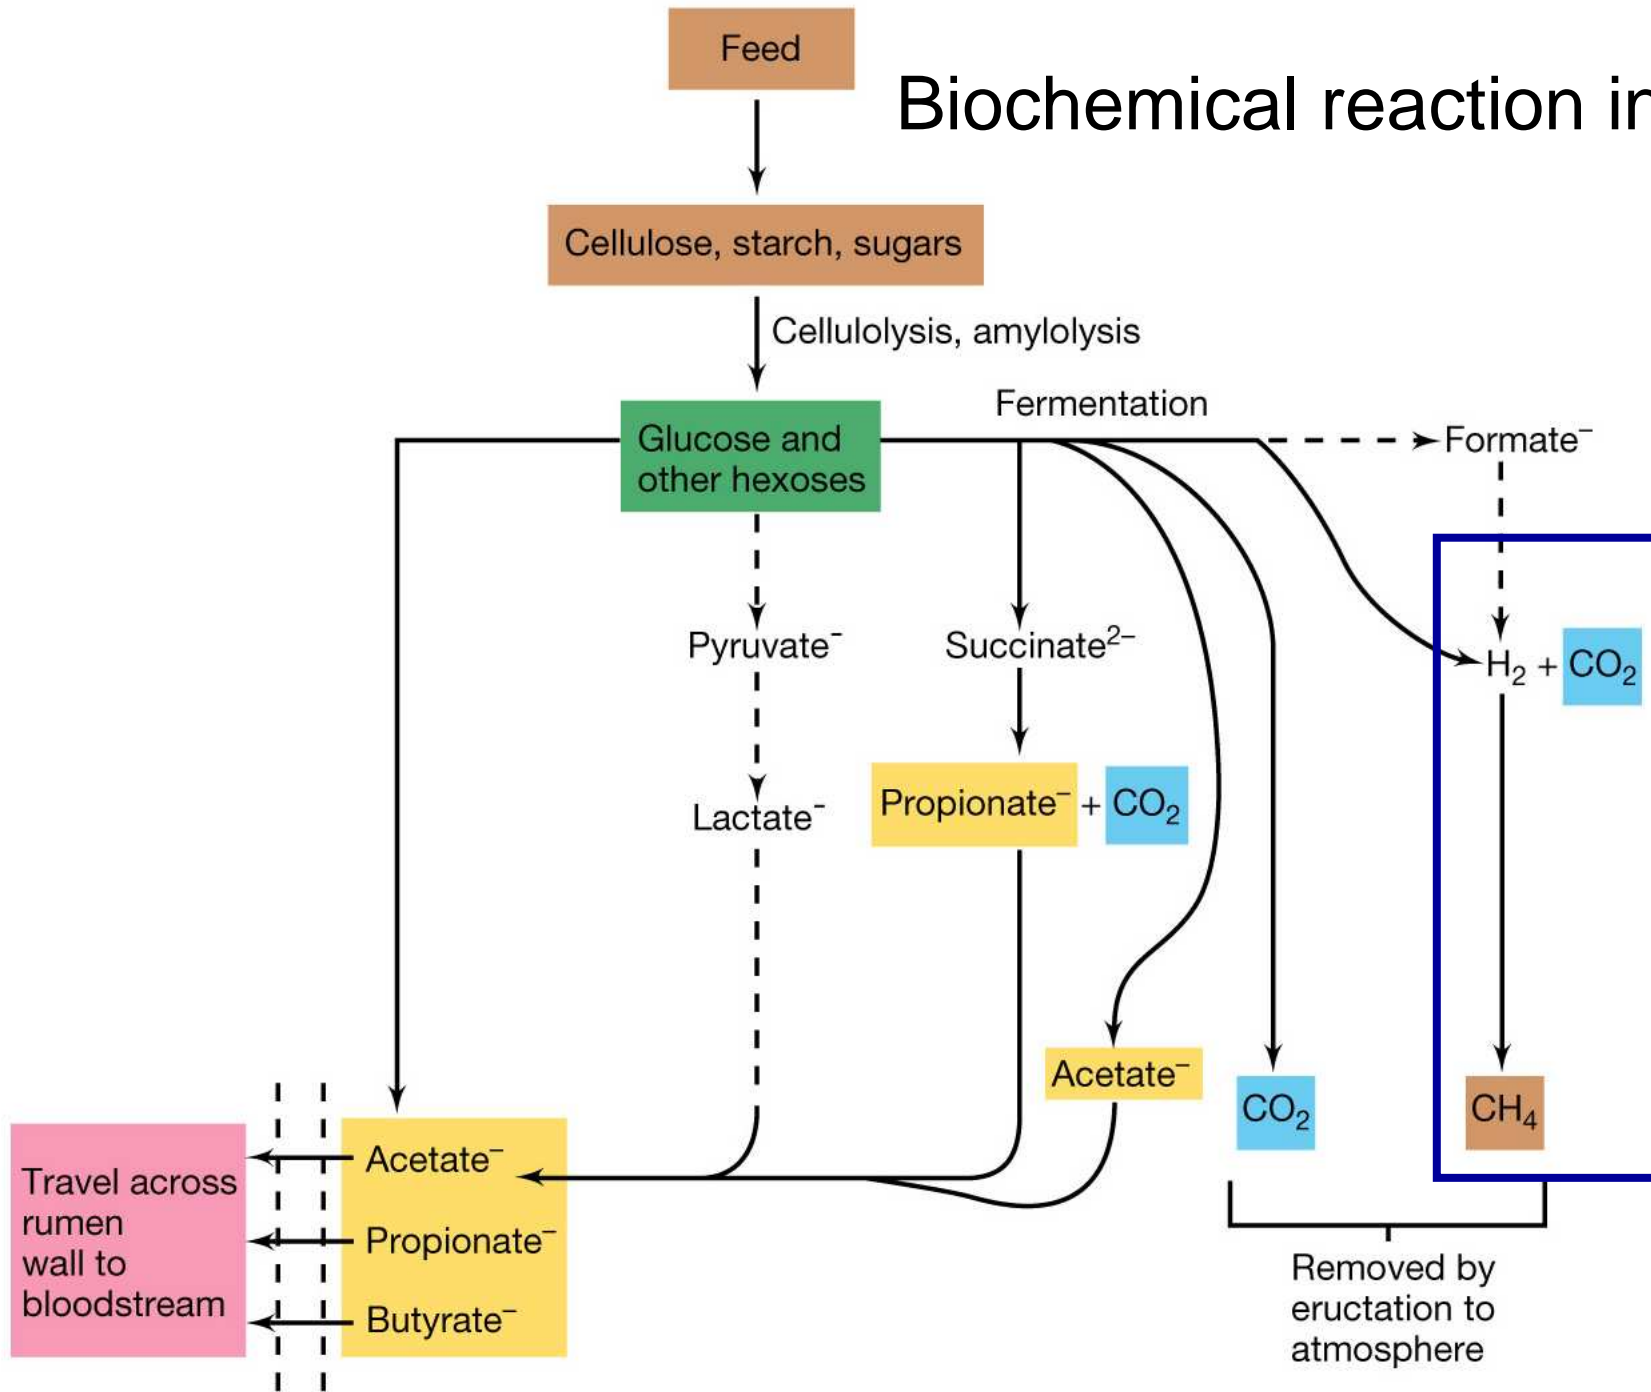 Feed
Biochemical reaction in
Cellulose, starch, sugars
Cellulolysis, amylolysis
Fermentation
Glucose and
other hexoses
Formate⁻
Pyruvate⁻
Succinate²⁻
H₂ + CO₂
Propionate⁻ + CO₂
Lactate⁻
Acetate⁻
CO₂
CH₄
Travel across
rumen
wall to
bloodstream
Acetate⁻
Propionate⁻
Butyrate⁻
Removed by
eructation to
atmosphere